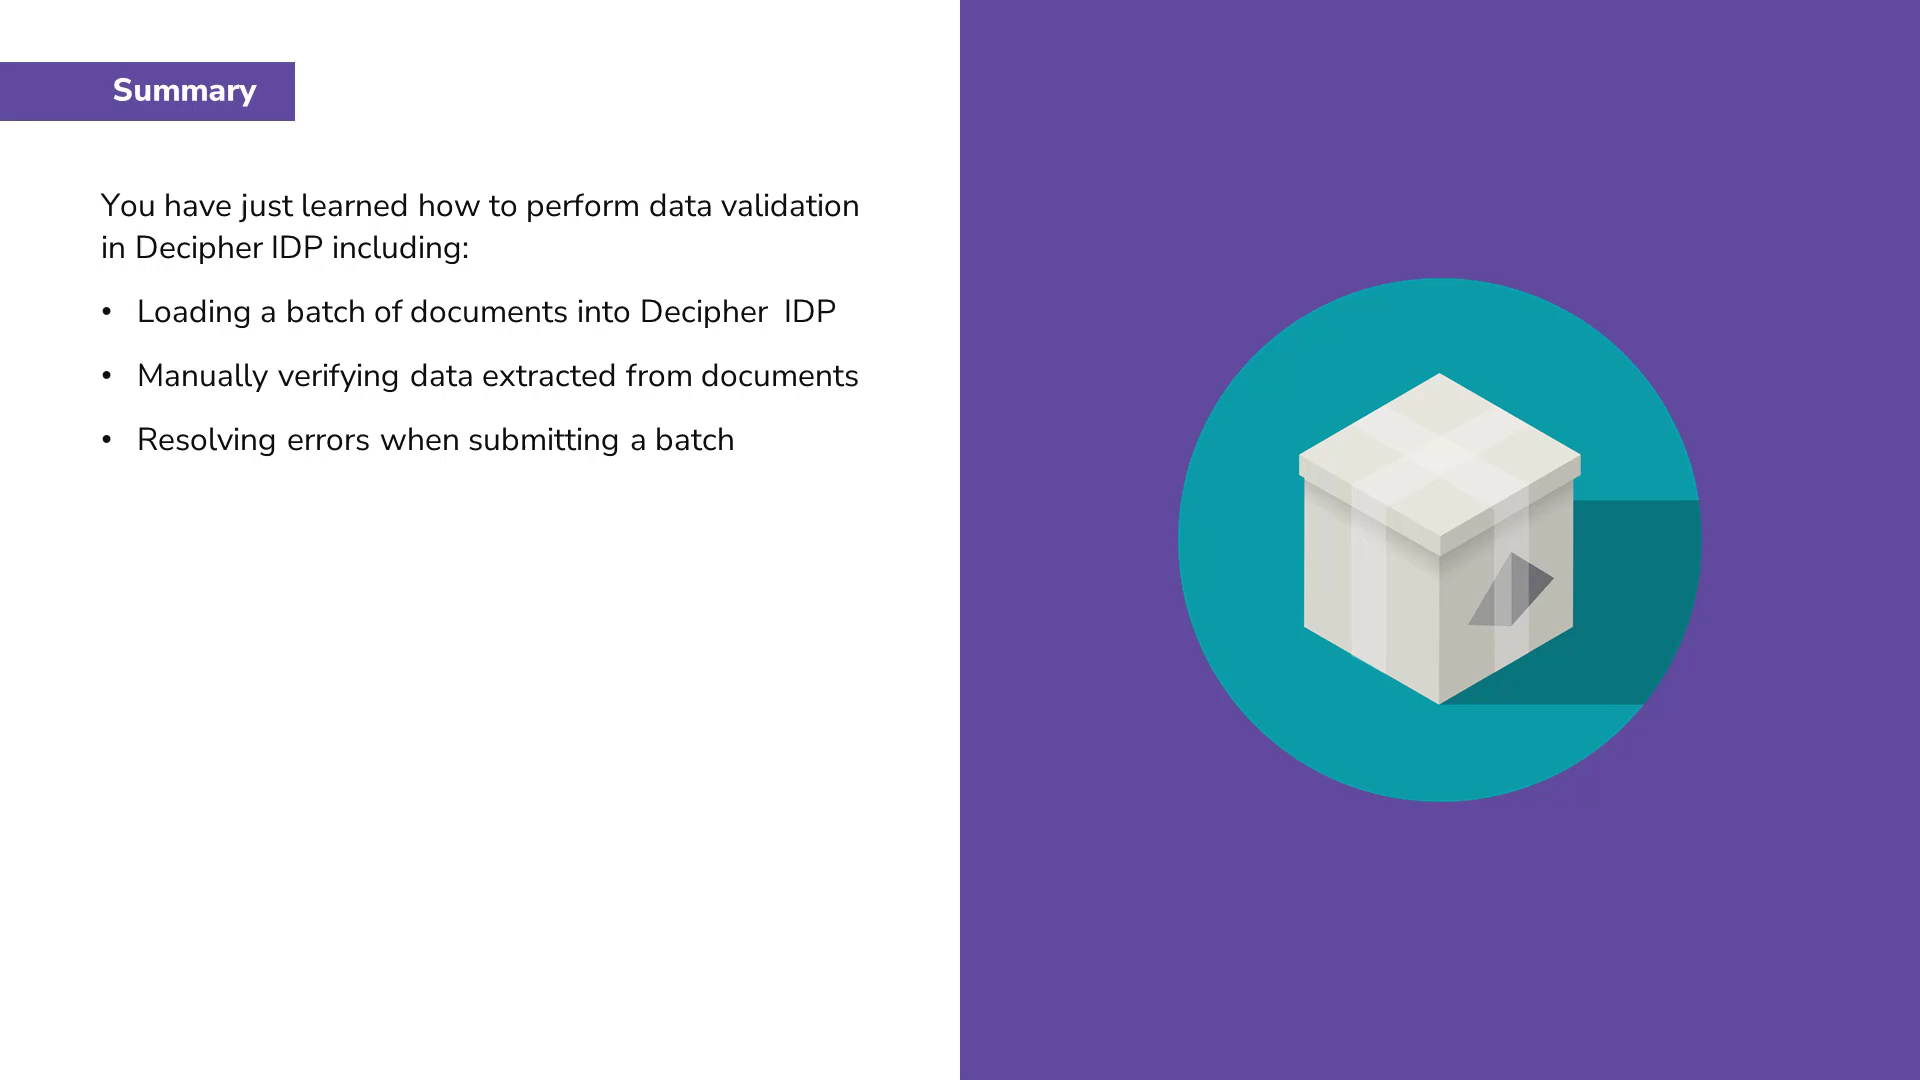 Summary
You have just learned how to perform data validation
in Decipher IDP including:
• Loading a batch of documents into Decipher  IDP
• Manually verifying data extracted from documents
• Resolving errors when submitting a batch